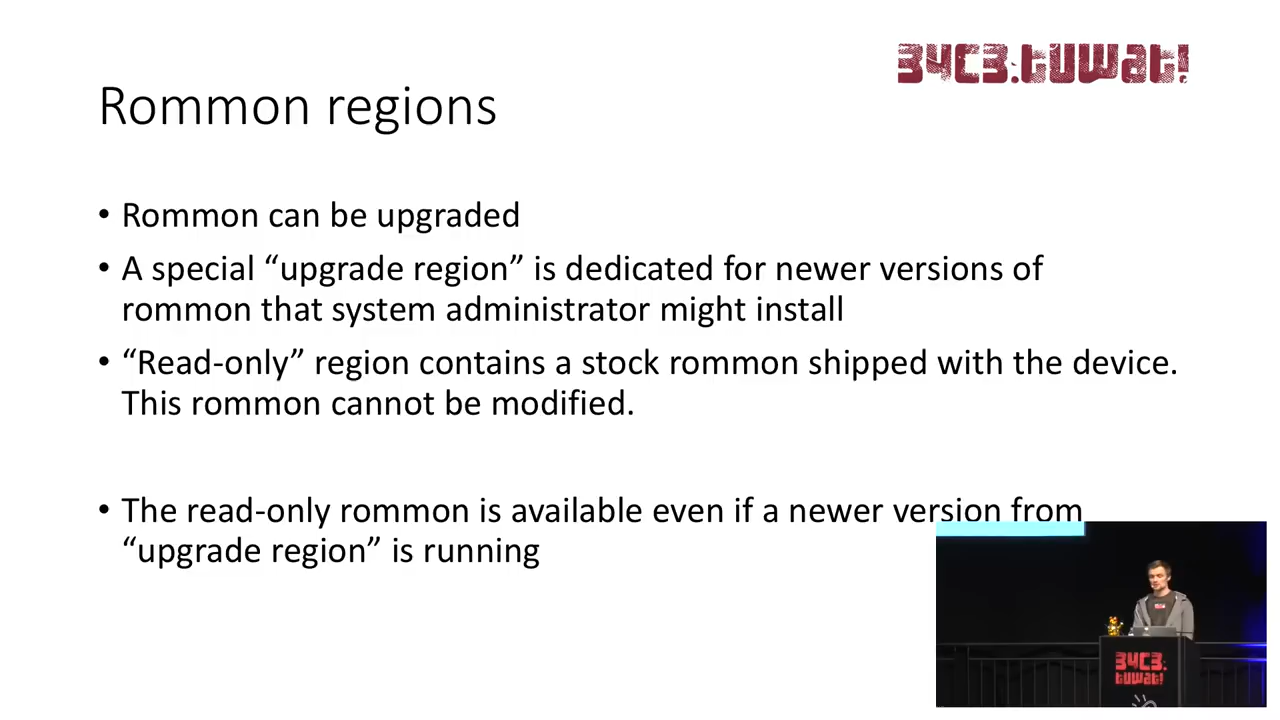 34C3.tuwat!
Rommon regions
• Rommon can be upgraded
• A special “upgrade region” is dedicated for newer versions of
rommon that system administrator might install
• “Read-only” region contains a stock rommon shipped with the device.
This rommon cannot be modified.
• The read-only rommon is available even if a newer version from
“upgrade region” is running
34C3.
tuwat!